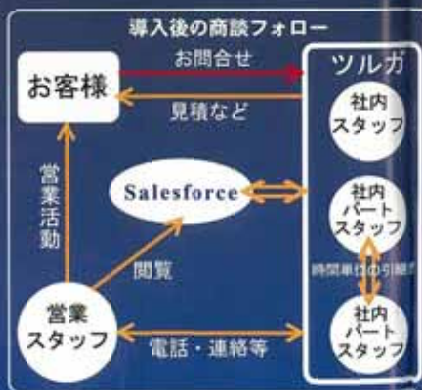 導入後の商談フォロー
お問合せ
お客様
見積など
ツルガ
社内
スタッフ
営業活動
Salesforce
閲覧
社内
パート
スタッフ
時間単位の引継
営業
スタッフ
電話・連絡等
社内
パート
スタッフ